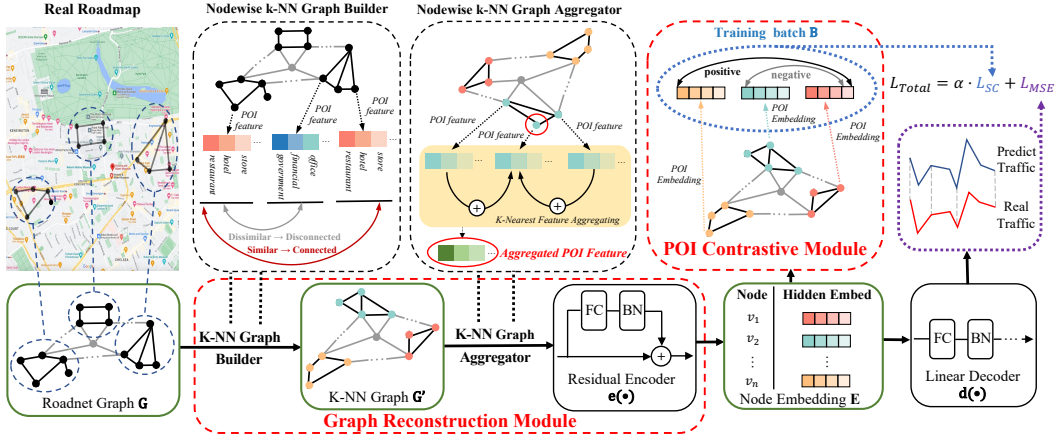 Real Roadmap
KENSINGTON
CHELSEA
Nodewise k-NN Graph Builder
POI
feature
POI
feature
POI
feature
restaurant
hotel
store
government
financial
office
restaurant
hotel
store
...
Dissimilar → Disconnected
Similar → Connected
Nodewise k-NN Graph Aggregator
POI feature
POI
feature
POI feature
...
...
...
K-Nearest Feature Aggregating
... Aggregated POI Feature
Training batch B
positive
negative
POI
Embedding
POI
Embedding
POI
Embedding
POI Contrastive Module
L_Total = α · L_SC + L_MSE
Predict
Traffic
Real
Traffic
Roadnet Graph G
K-NN Graph
Builder
K-NN Graph G'
K-NN Graph
Aggregator
FC
BN
Residual Encoder
e(•)
Graph Reconstruction Module
Node
Hidden Embed
v1
v2
⋮
⋮
vn
Node Embedding E
FC
BN
Linear Decoder
d(•)